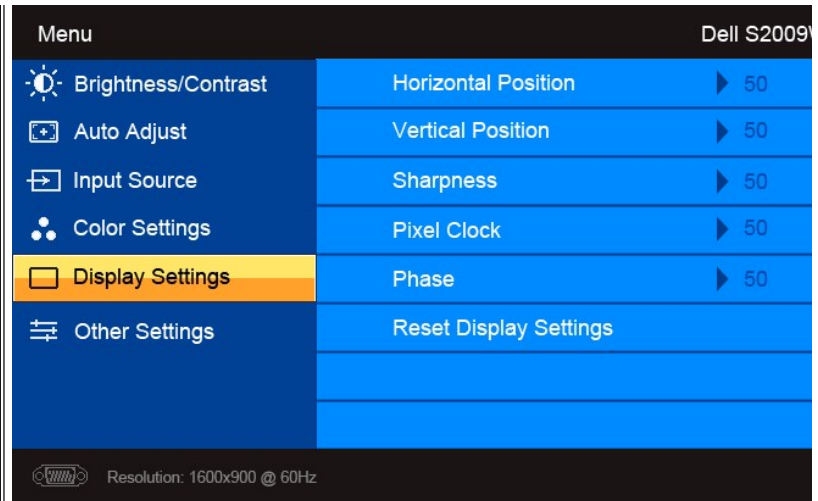 Menu
Dell S2009
Brightness/Contrast
Auto Adjust
Input Source
Color Settings
Display Settings
Other Settings
Horizontal Position 50
Vertical Position 50
Sharpness 50
Pixel Clock 50
Phase 50
Reset Display Settings
Resolution: 1600x900 @ 60Hz